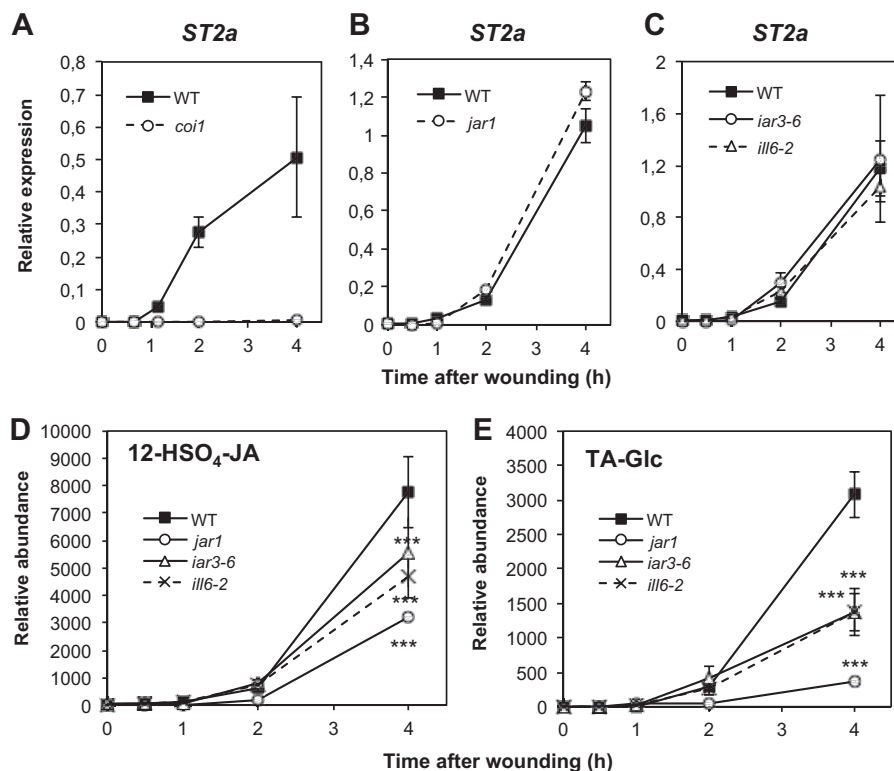 A
ST2a
Relative expression
0,8
0,7
0,6
0,5
0,4
0,3
0,2
0,1
0
WT
coi1
0 1 2 3 4
B
ST2a
1,4
1,2
1
0,8
0,6
0,4
0,2
0
WT
jar1
0 1 2 3 4
C
ST2a
2
1,6
1,2
0,8
0,4
0
WT
iar3-6
ill6-2
0 1 2 3 4
Time after wounding (h)
D
12-HSO₄-JA
Relative abundance
10000
9000
8000
7000
6000
5000
4000
3000
2000
1000
0
WT
jar1
iar3-6
ill6-2
***
***
***
0 1 2 3 4
E
TA-Glc
Relative abundance
4000
3500
3000
2500
2000
1500
1000
500
0
WT
jar1
iar3-6
ill6-2
***
***
***
0 1 2 3 4
Time after wounding (h)